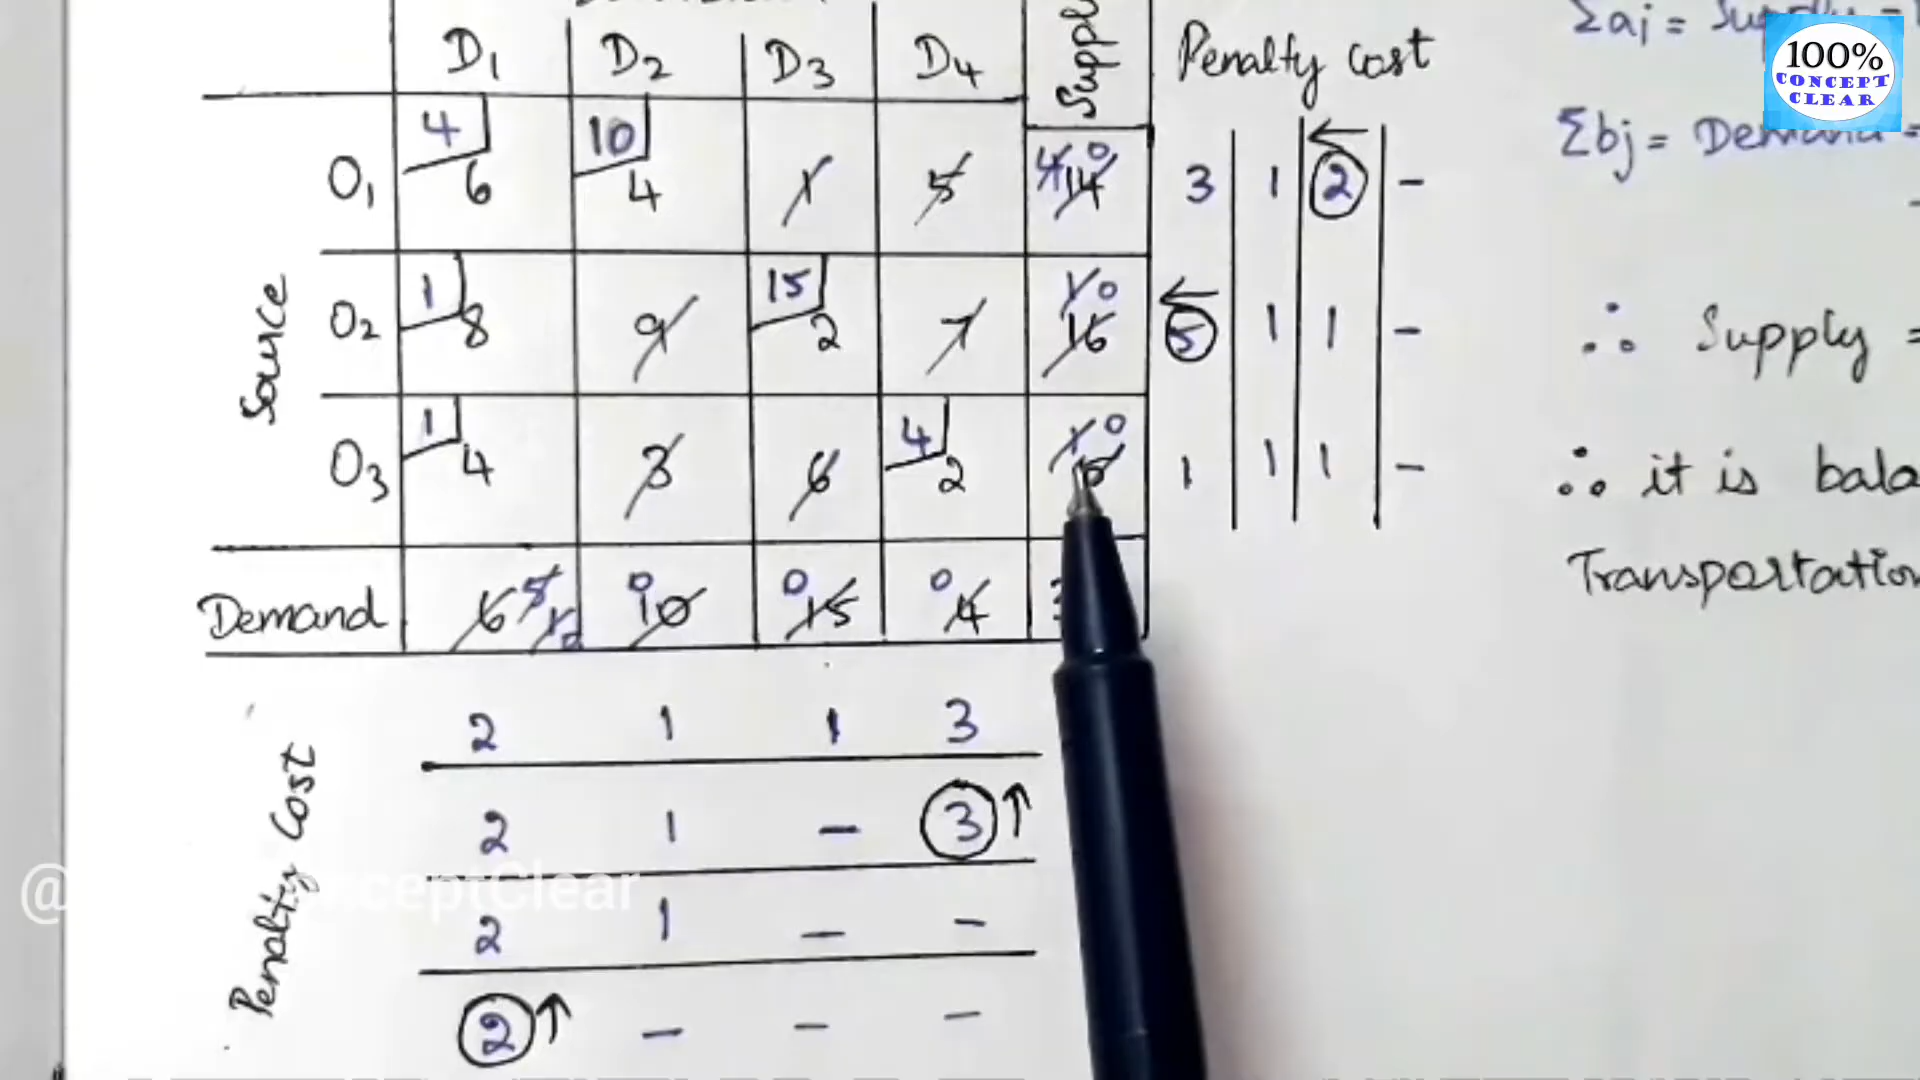 D1 D2 D3 D4 Supply Penalty Cost
O1 4 6 10 4 1 5 14 4 0 3 1 2 -
O2 1 8 9 15 2 7 16 1 0 5 1 1 -
O3 1 4 3 6 4 2 1 0 1 1 1 -
Source
Demand 6 5 1 0 10 0 15 0 4 0
Penalty Cost
2 1 1 3
2 1 - 3 ↑
2 1 - -
2 ↑ - - -
Σaj = Supply =
Σbj = Demand =
∴ Supply =
∴ it is
Transportation
100%
CONCEPT
CLEAR